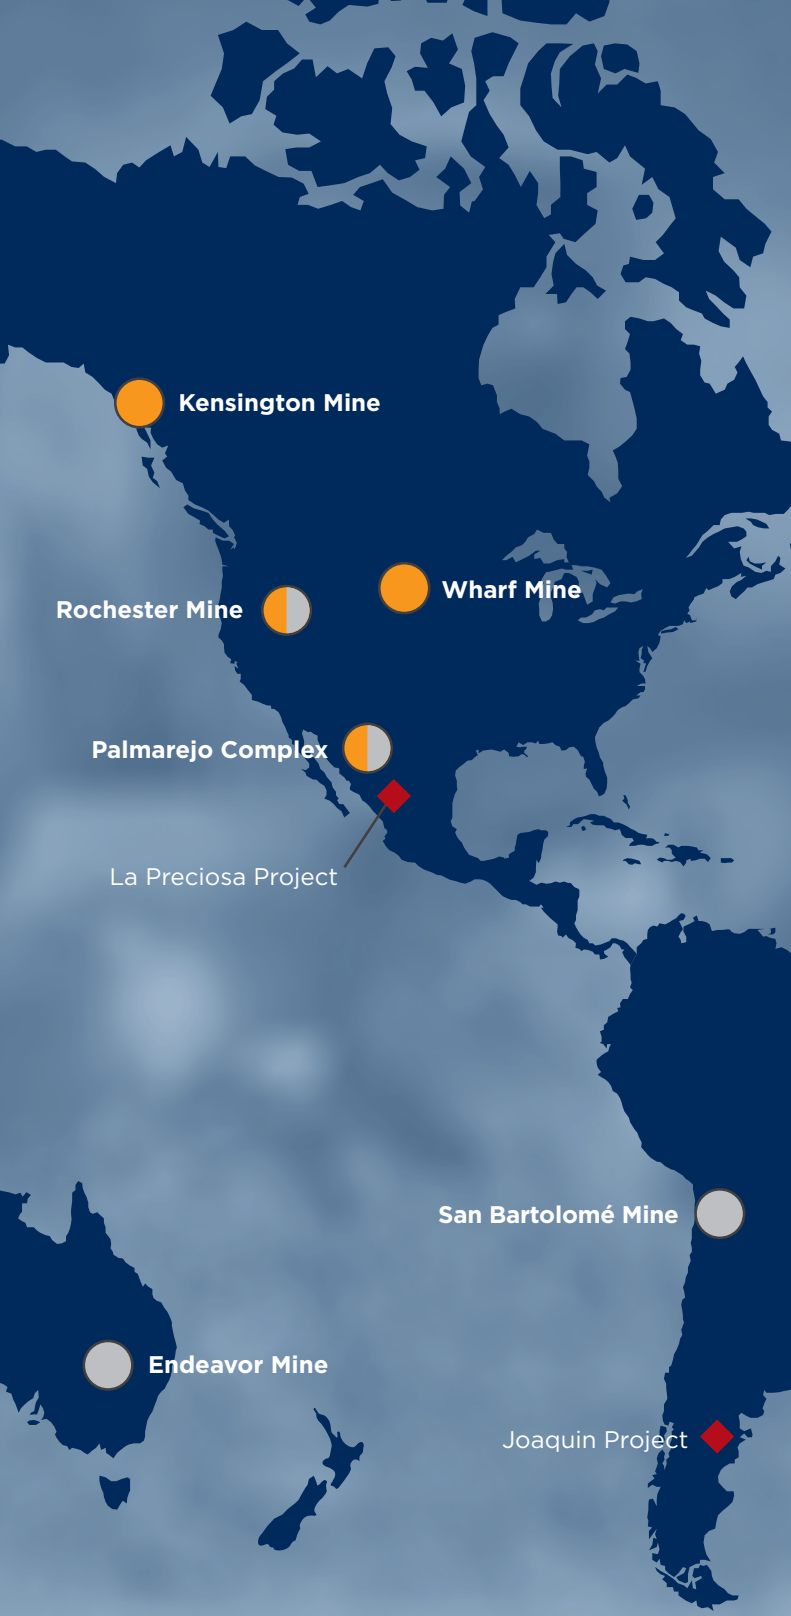 Kensington Mine
Wharf Mine
Rochester Mine
Palmarejo Complex
La Preciosa Project
San Bartolomé Mine
Endeavor Mine
Joaquin Project